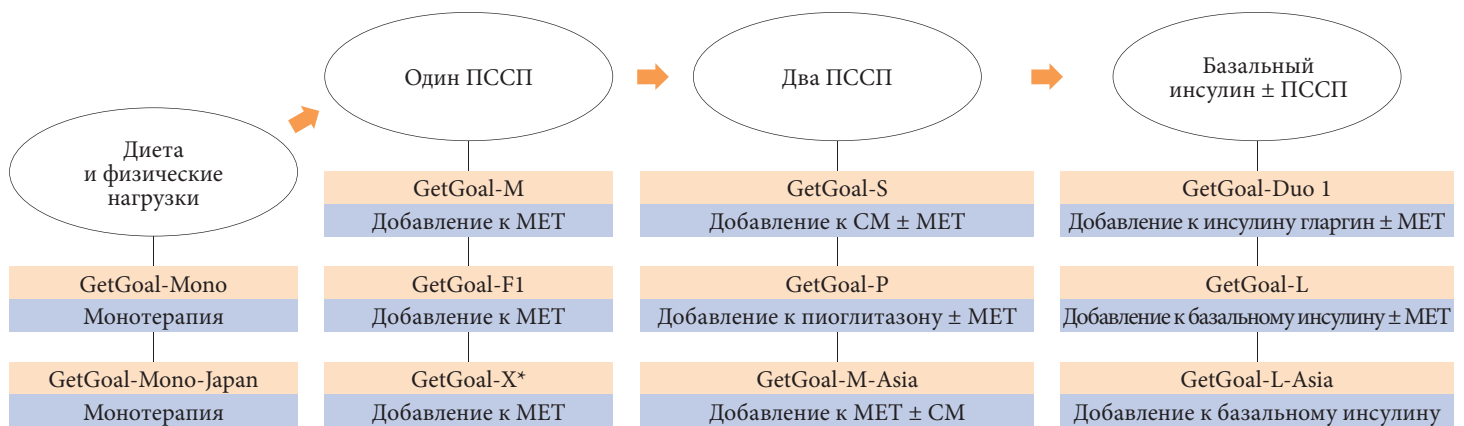 Диета
и физические
нагрузки
GetGoal-Mono
Монотерапия
GetGoal-Mono-Japan
Монотерапия
Один ПССП
GetGoal-M
Добавление к МЕТ
GetGoal-F1
Добавление к МЕТ
GetGoal-X*
Добавление к МЕТ
Два ПССП
GetGoal-S
Добавление к СМ ± МЕТ
GetGoal-P
Добавление к пиоглитазону ± МЕТ
GetGoal-M-Asia
Добавление к МЕТ ± СМ
Базальный
инсулин ± ПССП
GetGoal-Duo 1
Добавление к инсулину гларгин ± МЕТ
GetGoal-L
Добавление к базальному инсулину ± МЕТ
GetGoal-L-Asia
Добавление к базальному инсулину